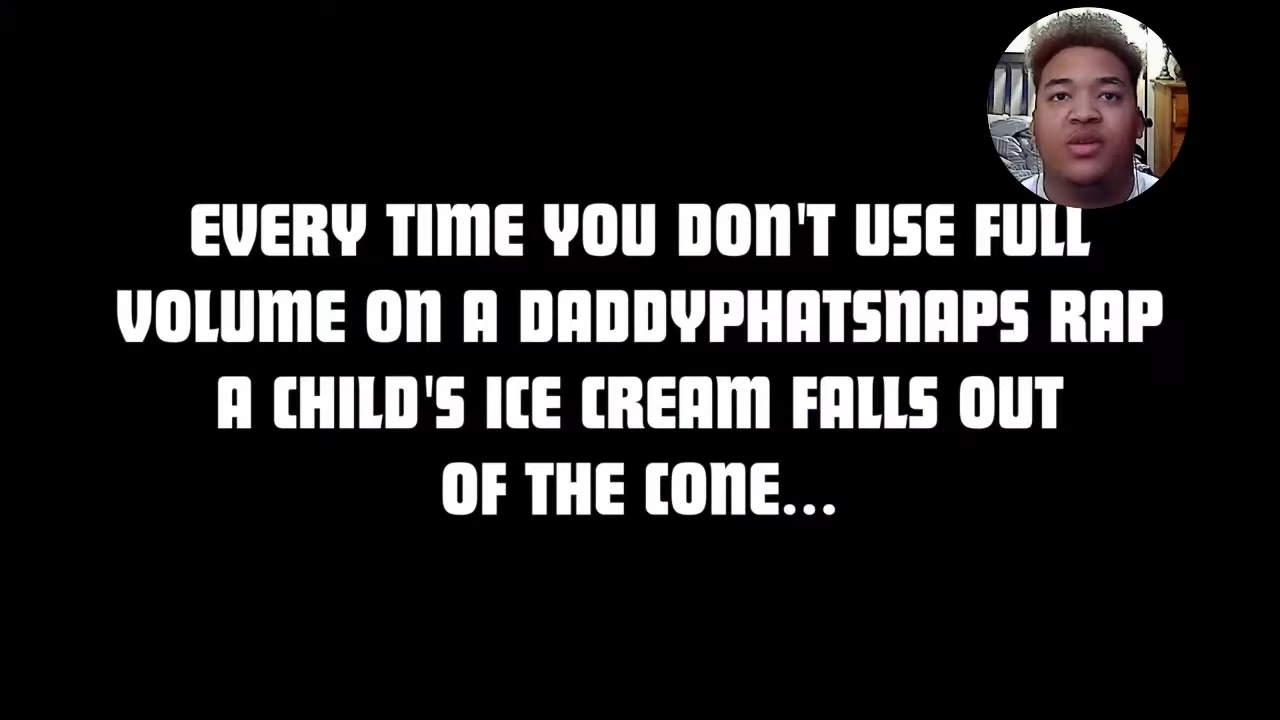 EVERY TIME YOU DON'T USE FULL
VOLUME ON A DADDYPHATSNAPS RAP
A CHILD'S ICE CREAM FALLS OUT
OF THE CONE...